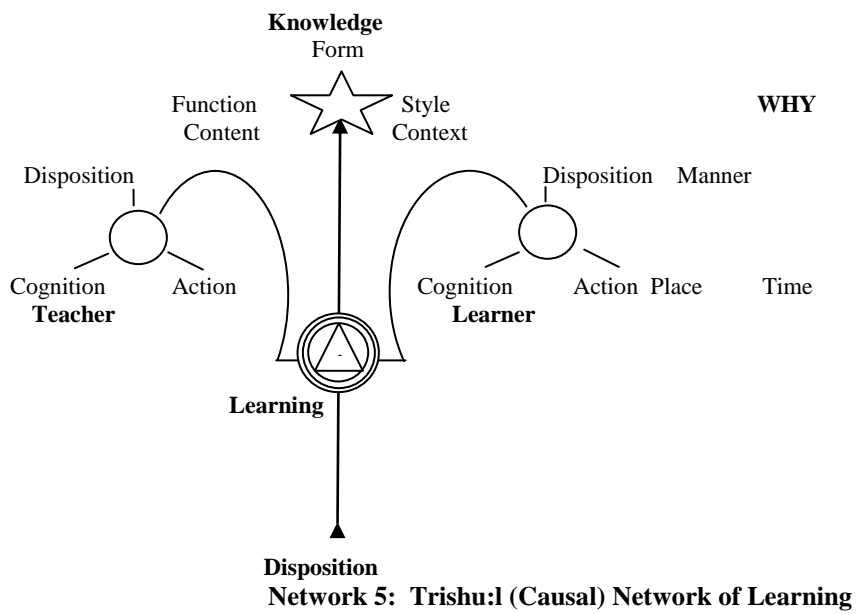 Knowledge
Form
Function Style WHY
Content Context
Disposition Disposition Manner
Cognition Action Cognition Action Place Time
Teacher Learner
Learning
Disposition
Network 5: Trishu:l (Causal) Network of Learning